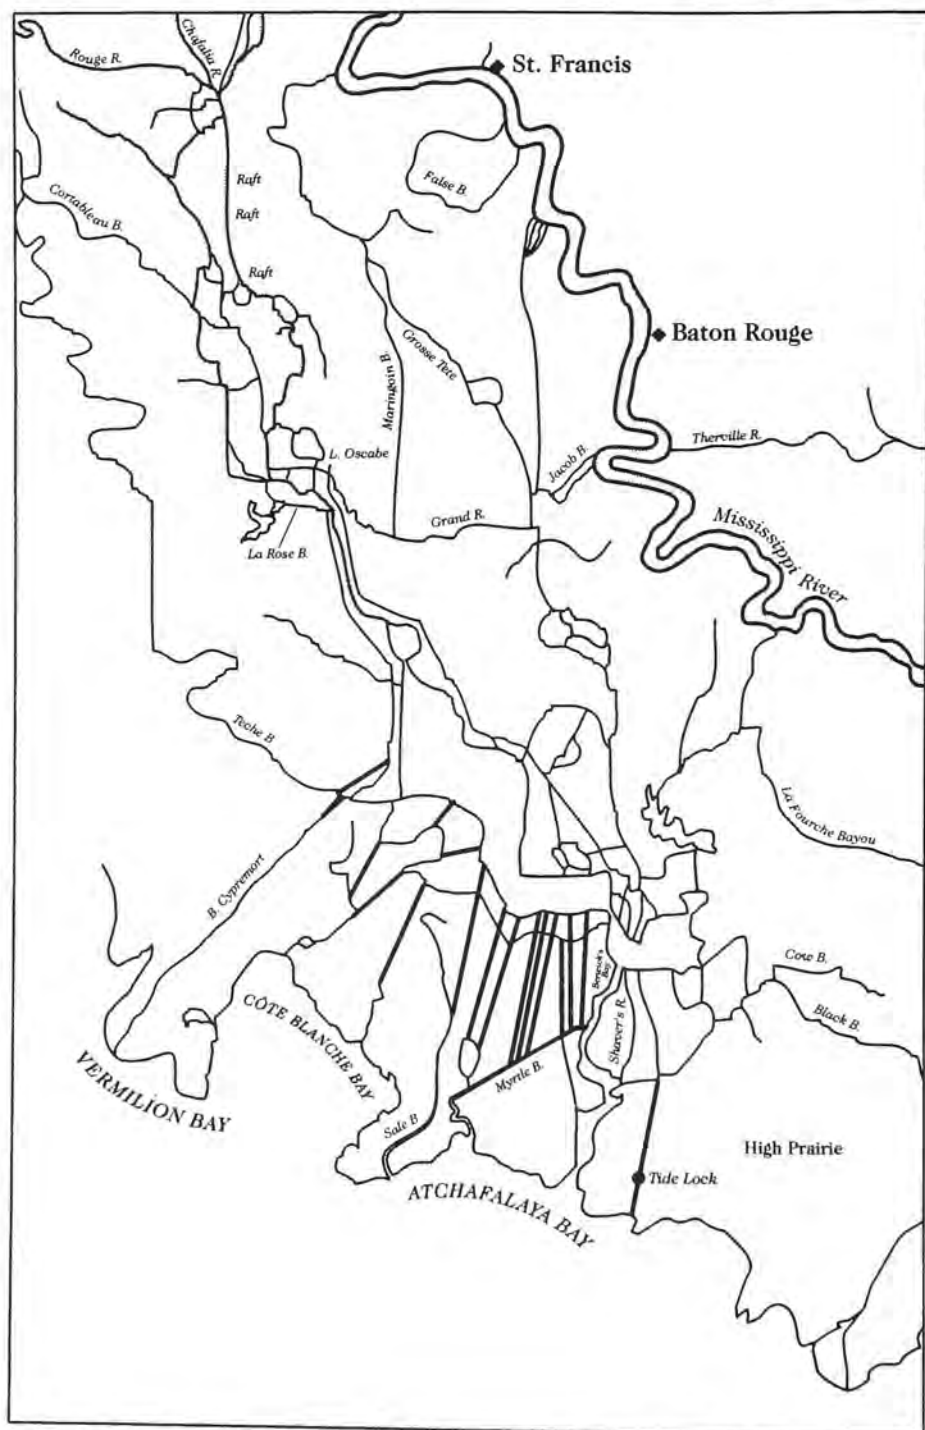 Rouge R.
Chafalia R.
St. Francis
Raft
False B.
Cortableau B.
Raft
Raft
Baton Rouge
Grosse Tete
Maringoin B.
Therville R.
L. Oscabe
Jacob B.
Grand R.
Mississippi River
La Rose B.
Teche B
La Fourche Bayou
B. Cypremort
Cow B.
Berwick's
Bay
CÔTE BLANCHE BAY
Shaver's R.
Black B.
VERMILION BAY
Myrtle B.
Sale B
High Prairie
Tide Lock
ATCHAFALAYA BAY